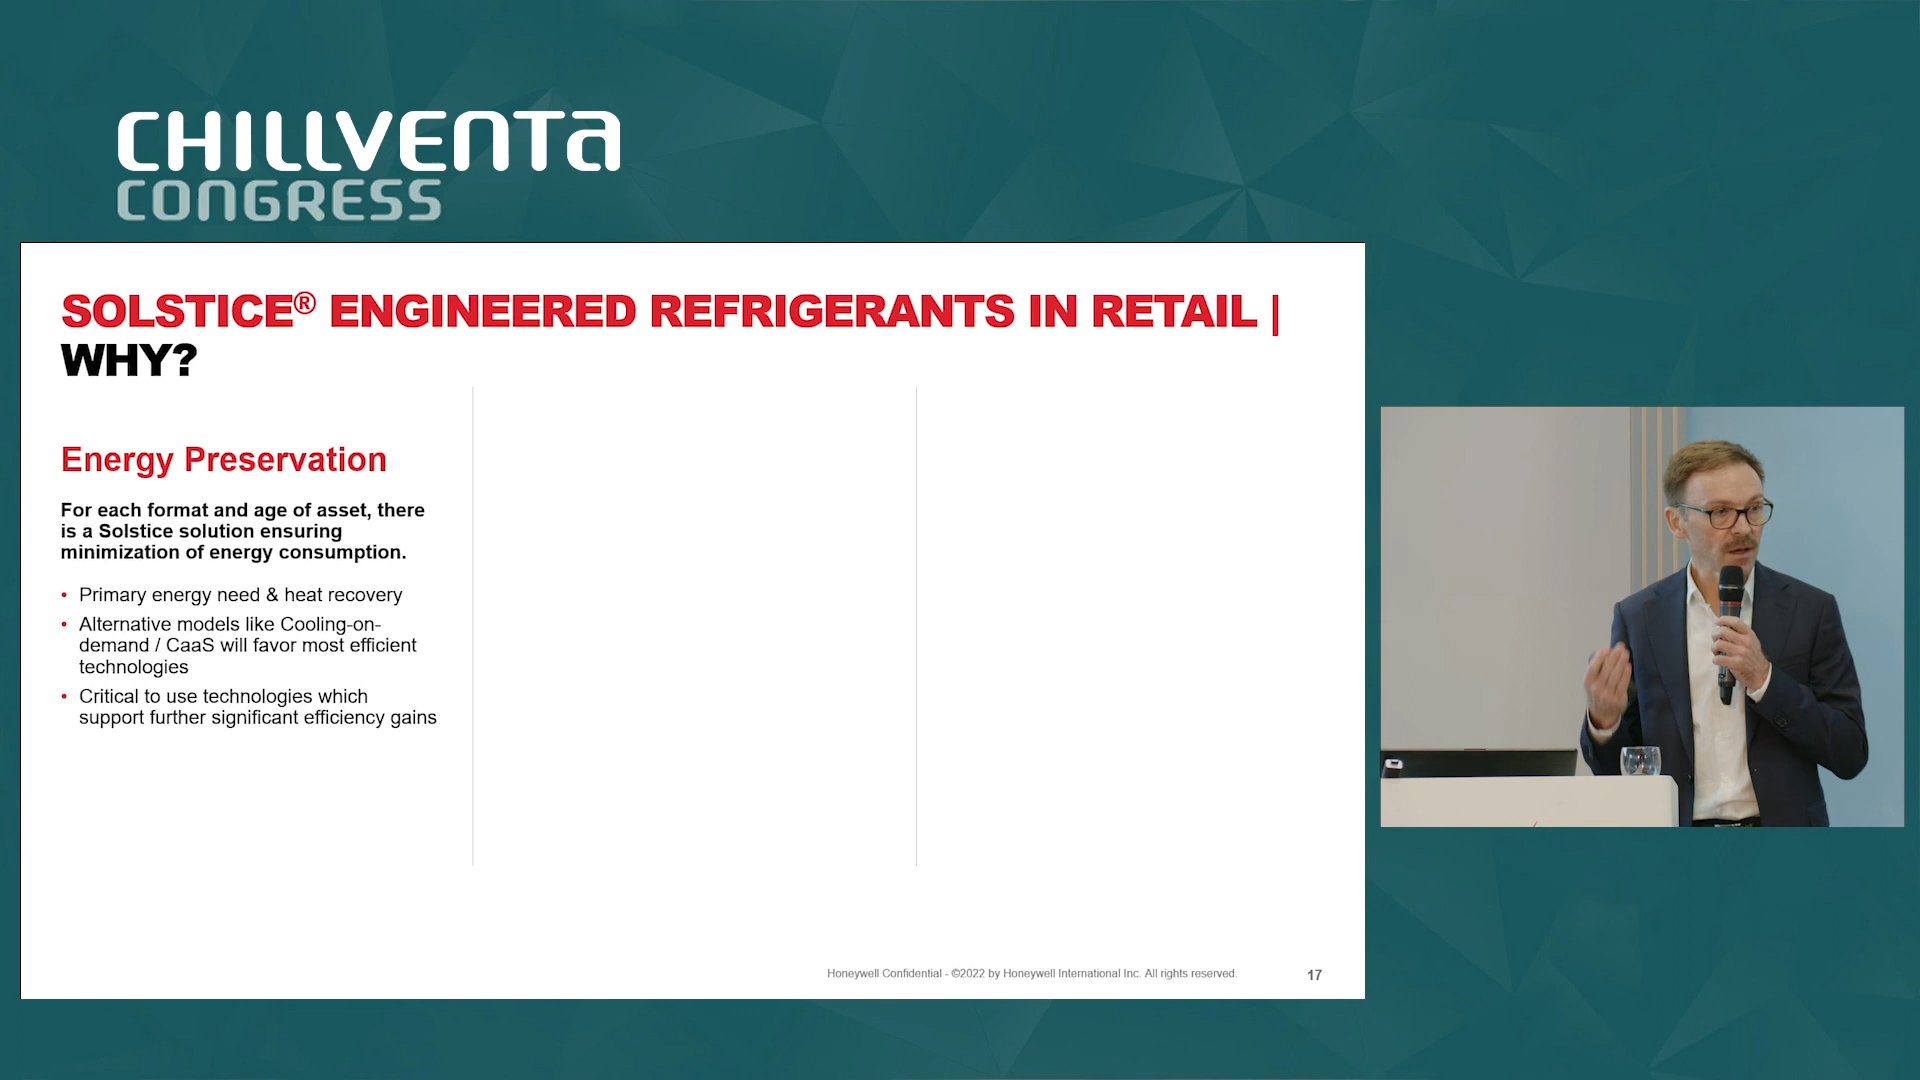 CHILLVENTA
CONGRESS
SOLSTICE® ENGINEERED REFRIGERANTS IN RETAIL |
WHY?
Energy Preservation
For each format and age of asset, there
is a Solstice solution ensuring
minimization of energy consumption.
• Primary energy need & heat recovery
• Alternative models like Cooling-on-
demand / CaaS will favor most efficient
technologies
• Critical to use technologies which
support further significant efficiency gains
Honeywell Confidential - ©2022 by Honeywell International Inc. All rights reserved.
17